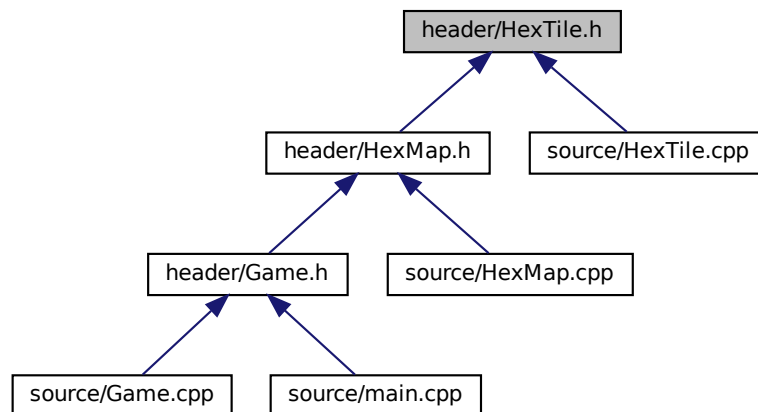 header/HexTile.h
header/HexMap.h
source/HexTile.cpp
header/Game.h
source/HexMap.cpp
source/Game.cpp
source/main.cpp